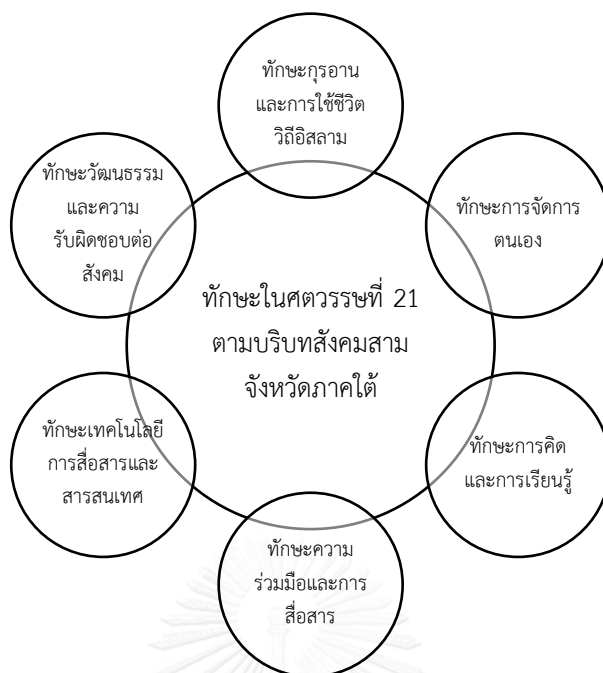 ทักษะกุรอาน
และการใช้ชีวิต
วิถีอิสลาม
ทักษะวัฒนธรรม
และความ
รับผิดชอบต่อ
สังคม
ทักษะการจัดการ
ตนเอง
ทักษะในศตวรรษที่ 21
ตามบริบทสังคมสาม
จังหวัดภาคใต้
ทักษะเทคโนโลยี
การสื่อสารและ
สารสนเทศ
ทักษะการคิด
และการเรียนรู้
ทักษะความ
ร่วมมือและการ
สื่อสาร